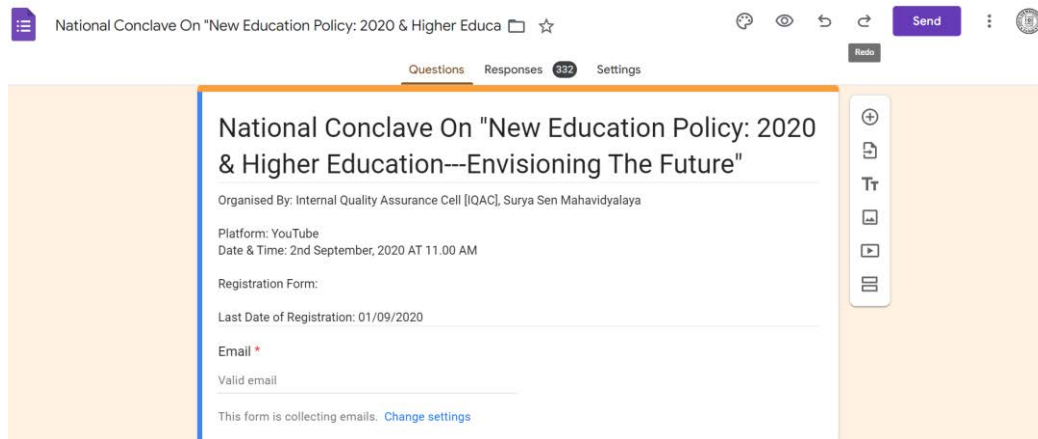 National Conclave On "New Education Policy: 2020 & Higher Educa
Send
Redo
Questions Responses 332 Settings
National Conclave On "New Education Policy: 2020
& Higher Education---Envisioning The Future"
Organised By: Internal Quality Assurance Cell [IQAC], Surya Sen Mahavidyalaya
Platform: YouTube
Date & Time: 2nd September, 2020 AT 11.00 AM
Registration Form:
Last Date of Registration: 01/09/2020
Email *
Valid email
This form is collecting emails. Change settings
Tт